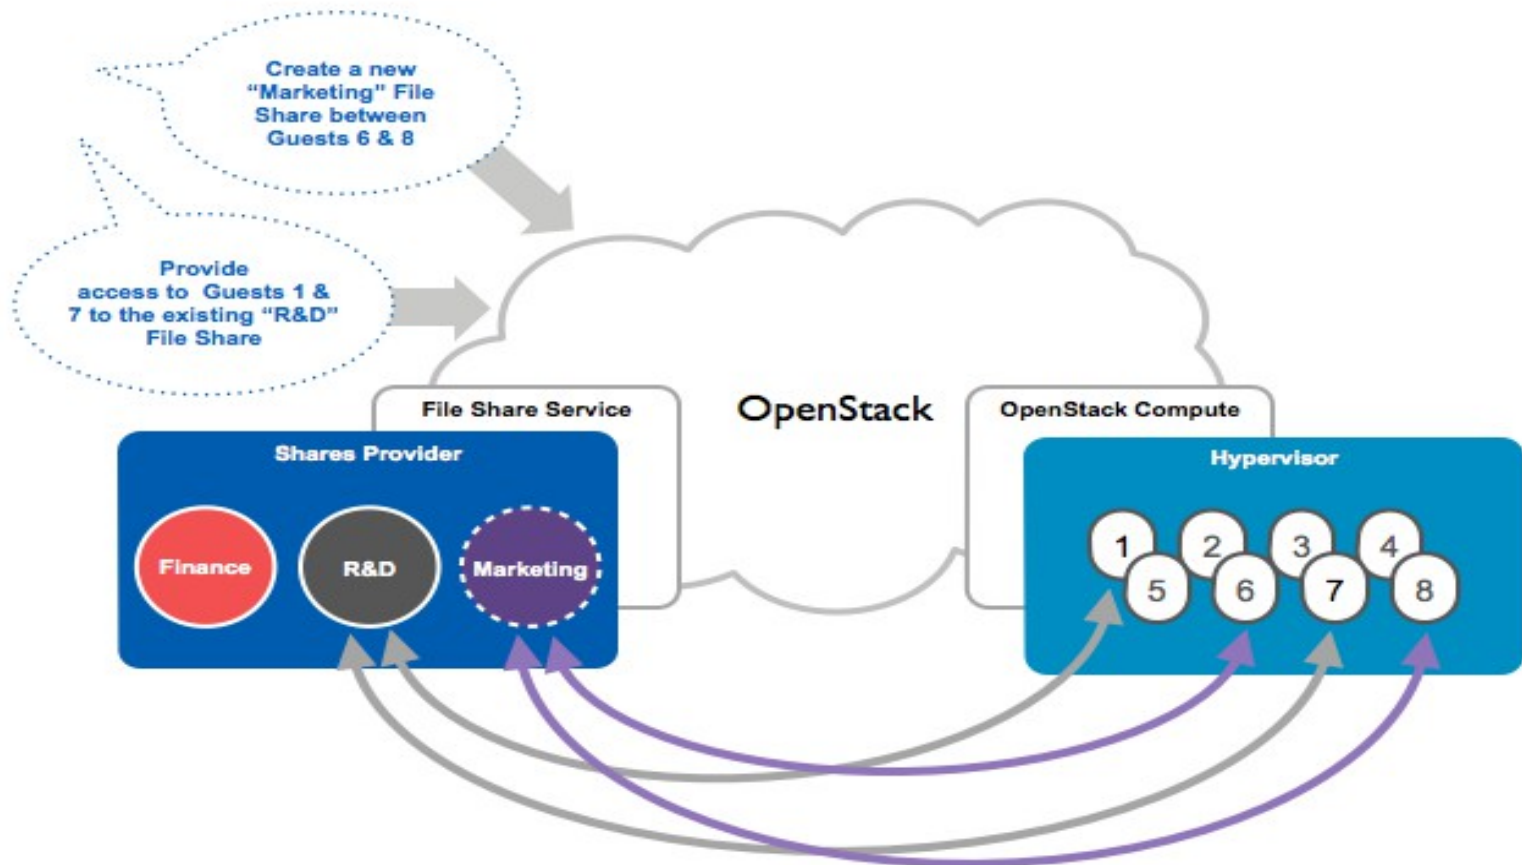 Create a new
“Marketing” File
Share between
Guests 6 & 8
Provide
access to  Guests 1 &
7 to the existing “R&D”
File Share
OpenStack
File Share Service
OpenStack Compute
Shares Provider
Hypervisor
Finance
R&D
Marketing
1
2
3
4
5
6
7
8